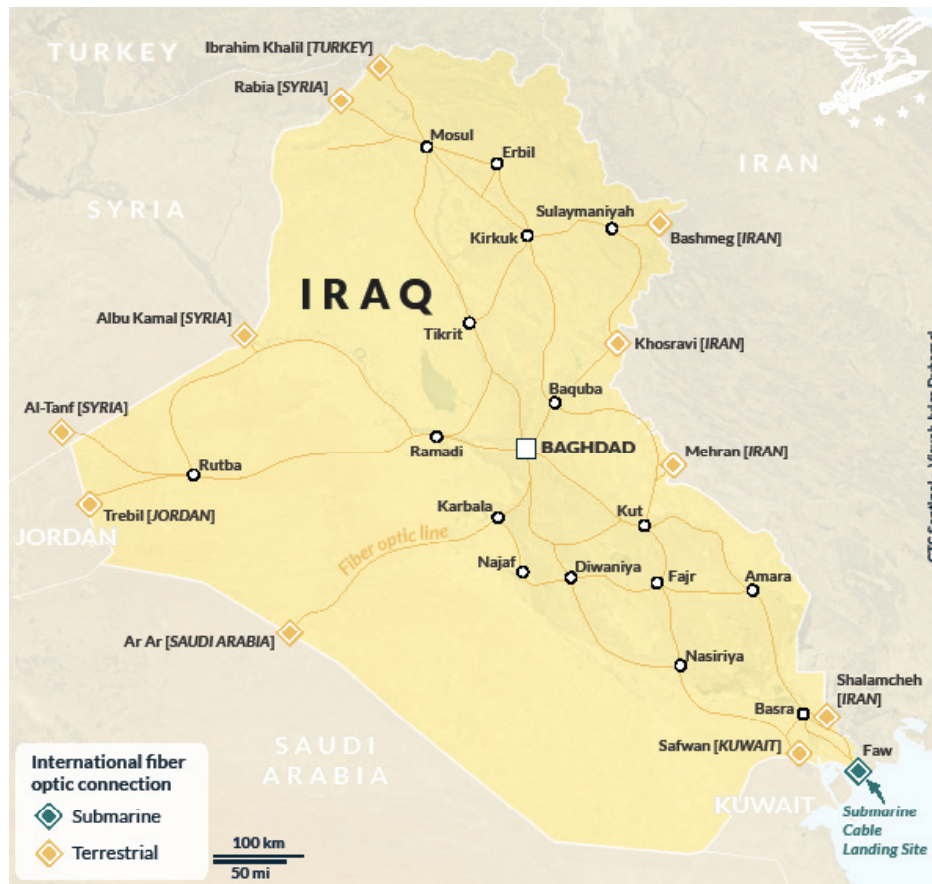 TURKEY
Ibrahim Khalil [TURKEY]
Rabia [SYRIA]
Mosul
Erbil
IRAN
SYRIA
Sulaymaniyah
Kirkuk
Bashmeg [IRAN]
IRAQ
Albu Kamal [SYRIA]
Tikrit
Khosravi [IRAN]
Baquba
Al-Tanf [SYRIA]
Ramadi
BAGHDAD
Mehran [IRAN]
Rutba
Karbala
Kut
Trebil [JORDAN]
JORDAN
Fiber optic line
Najaf
Diwaniya
Fajr
Amara
Ar Ar [SAUDI ARABIA]
Nasiriya
Shalamcheh
[IRAN]
Basra
SAUDI
ARABIA
Safwan [KUWAIT]
Faw
KUWAIT
Submarine
Cable
Landing Site
International fiber
optic connection
Submarine
Terrestrial
100 km
50 mi